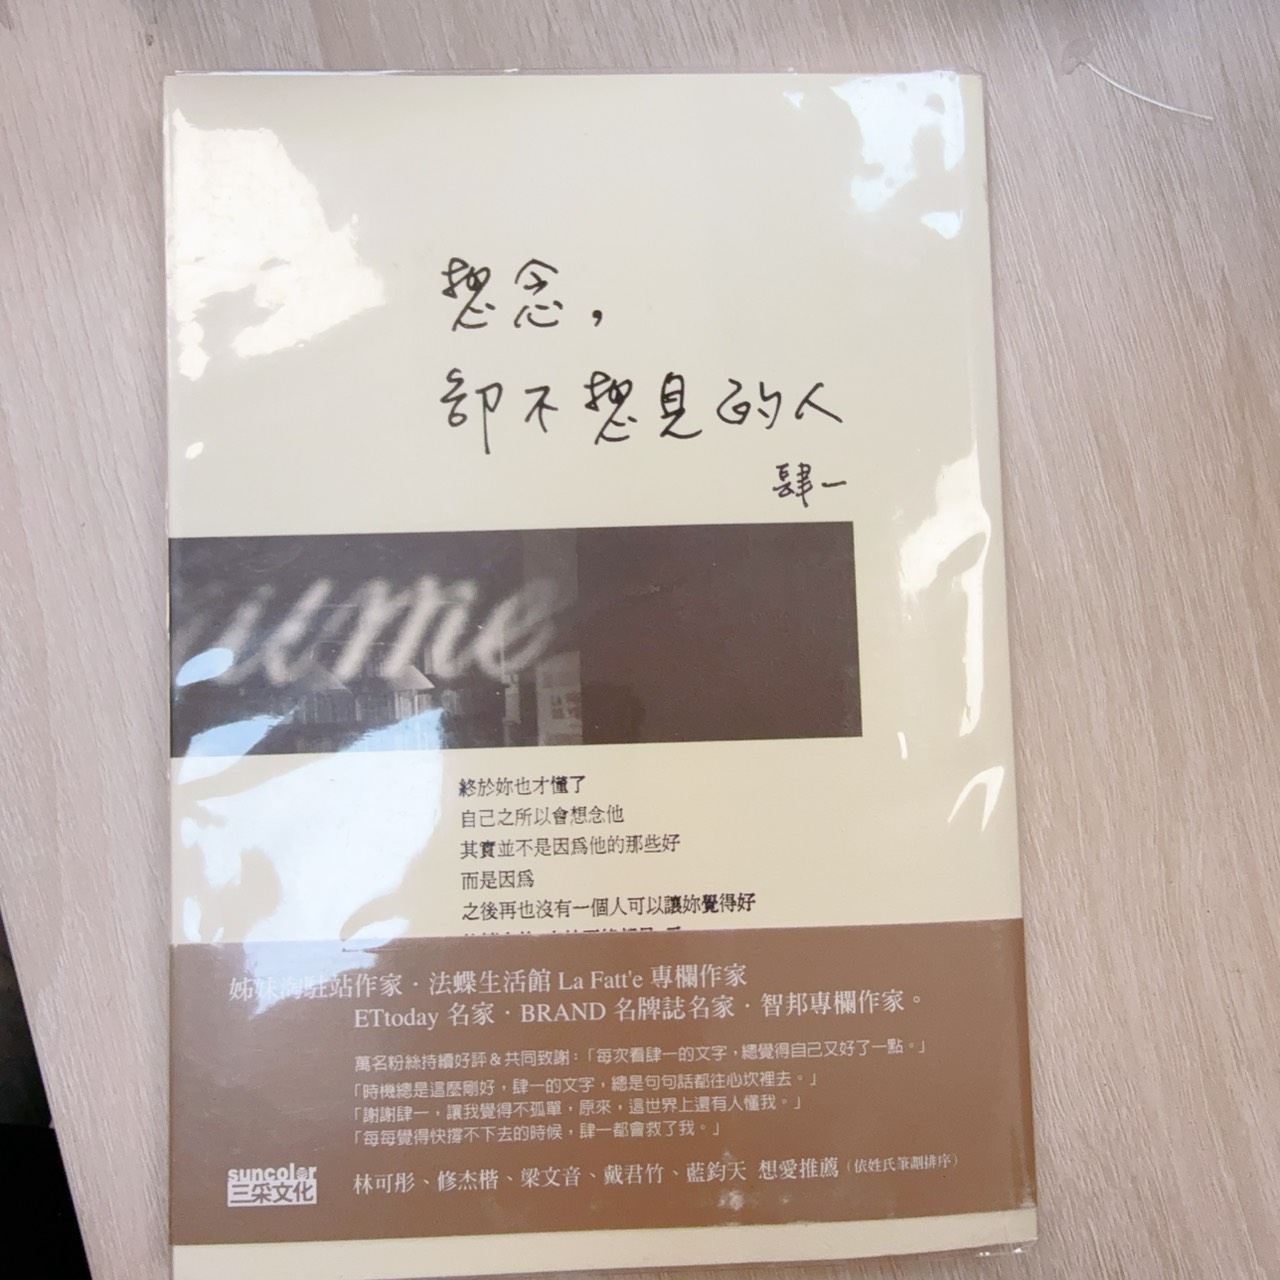 想念，
卻不想見的人
肆一
ume
終於妳也才懂了
自己之所以會想念他
其實並不是因為他的那些好
而是因為
之後再也沒有一個人可以讓妳覺得好
姊妹淘駐站作家．法蝶生活館 La Fatt'e 專欄作家
ETtoday 名家．BRAND 名牌誌名家．智邦專欄作家。
萬名粉絲持續好評＆共同致謝：「每次看肆一的文字，總覺得自己又好了一點。」
「時機總是這麼剛好，肆一的文字，總是句句話都往心坎裡去。」
「謝謝肆一，讓我覺得不孤單，原來，這世界上還有人懂我。」
「每每覺得快撐不下去的時候，肆一都會救了我。」
suncolor
三采文化
林可彤、修杰楷、梁文音、戴君竹、藍鈞天 想愛推薦（依姓氏筆劃排序）